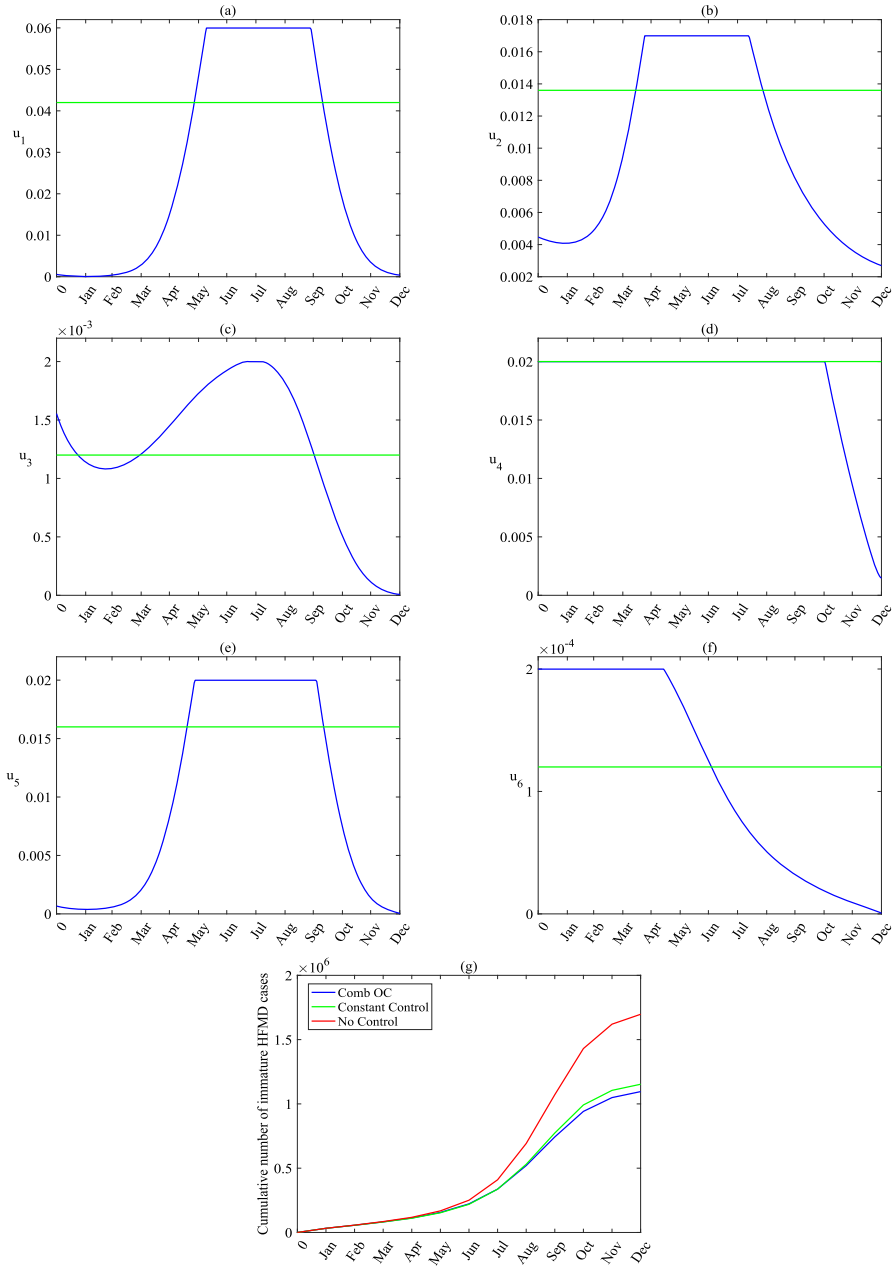 (a)
0.06
0.05
0.04
u1
0.03
0.02
0.01
0
0 Jan Feb Mar Apr May Jun Jul Aug Sep Oct Nov Dec
(b)
0.018
0.016
0.014
0.012
u2
0.01
0.008
0.006
0.004
0.002
0 Jan Feb Mar Apr May Jun Jul Aug Sep Oct Nov Dec
(c)
×10-3
2
1.5
u3
1
0.5
0
0 Jan Feb Mar Apr May Jun Jul Aug Sep Oct Nov Dec
(d)
0.02
0.015
u4
0.01
0.005
0
0 Jan Feb Mar Apr May Jun Jul Aug Sep Oct Nov Dec
(e)
0.02
0.015
u5
0.01
0.005
0
0 Jan Feb Mar Apr May Jun Jul Aug Sep Oct Nov Dec
(f)
×10-4
2
u6
1
0
0 Jan Feb Mar Apr May Jun Jul Aug Sep Oct Nov Dec
(g)
×106
2
1.5
1
0.5
0
Cumulative number of immature HFMD cases
Comb OC
Constant Control
No Control
0 Jan Feb Mar Apr May Jun Jul Aug Sep Oct Nov Dec